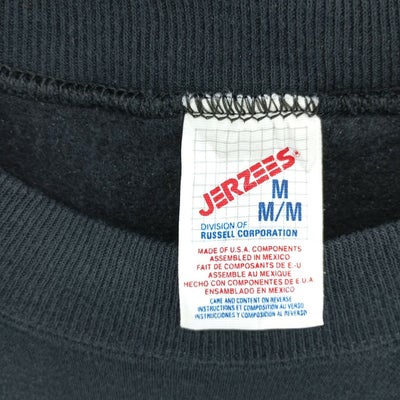 JERZEES
M
M/M
DIVISION OF
RUSSELL CORPORATION
MADE OF U.S.A. COMPONENTS
ASSEMBLED IN MEXICO
FAIT DE COMPOSANTS DE E.-U
ASSEMBLE AU MEXIQUE
HECHO CON COMPONENTES DE E.U.A
ENSAMBLADO EN MEXICO
CARE AND CONTENT ON REVERSE
INSTRUCTIONS ET COMPOSITION AU VERSO
INSTRUCCIONES Y COMPOSICION AL REVERSO